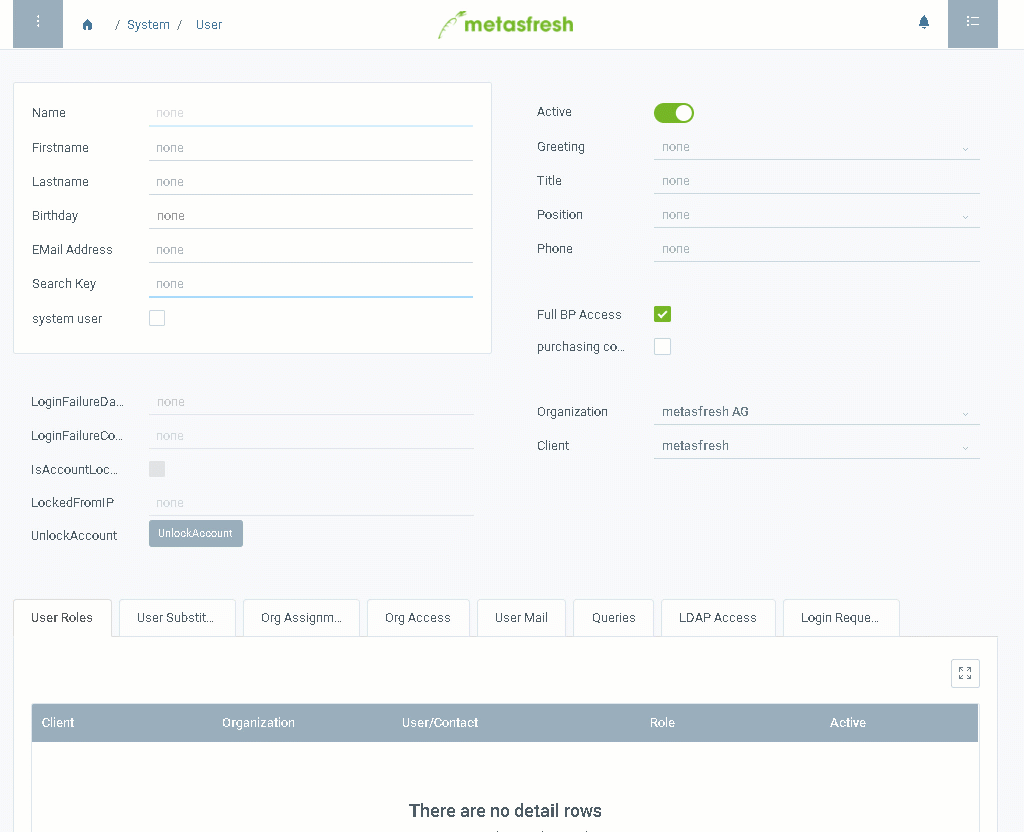 / System / User
metasfresh
Name none
Firstname none
Lastname none
Birthday none
EMail Address none
Search Key none
system user
Active
Greeting none
Title none
Position none
Phone none
Full BP Access
purchasing co...
LoginFailureDa... none
LoginFailureCo... none
IsAccountLoc...
LockedFromIP none
UnlockAccount UnlockAccount
Organization metasfresh AG
Client metasfresh
User Roles User Substit... Org Assignm... Org Access User Mail Queries LDAP Access Login Reque...
Client Organization User/Contact Role Active
There are no detail rows